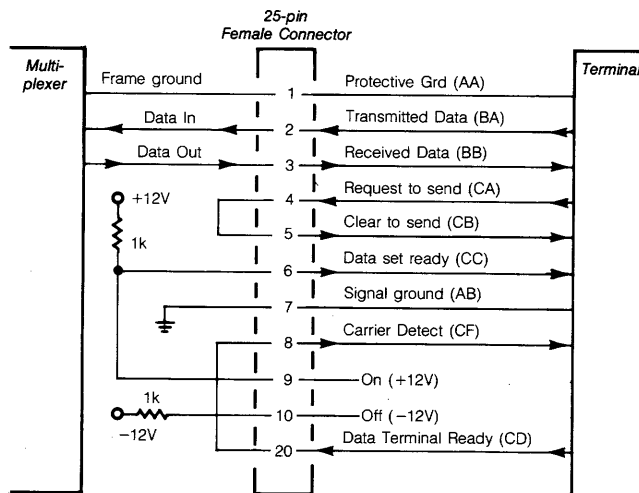 25-pin
Female Connector
Multi-
plexer
Terminal
Frame ground 1 Protective Grd (AA)
Data In 2 Transmitted Data (BA)
Data Out 3 Received Data (BB)
+12V 4 Request to send (CA)
1k 5 Clear to send (CB)
6 Data set ready (CC)
7 Signal ground (AB)
8 Carrier Detect (CF)
9 On (+12V)
1k 10 Off (−12V)
−12V 20 Data Terminal Ready (CD)